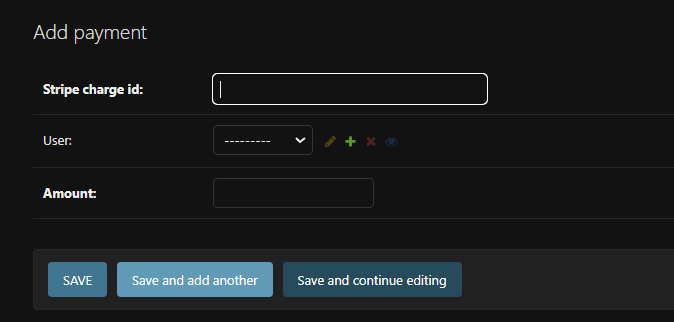 Add payment
Stripe charge id:
User: ---------
Amount:
SAVE Save and add another Save and continue editing